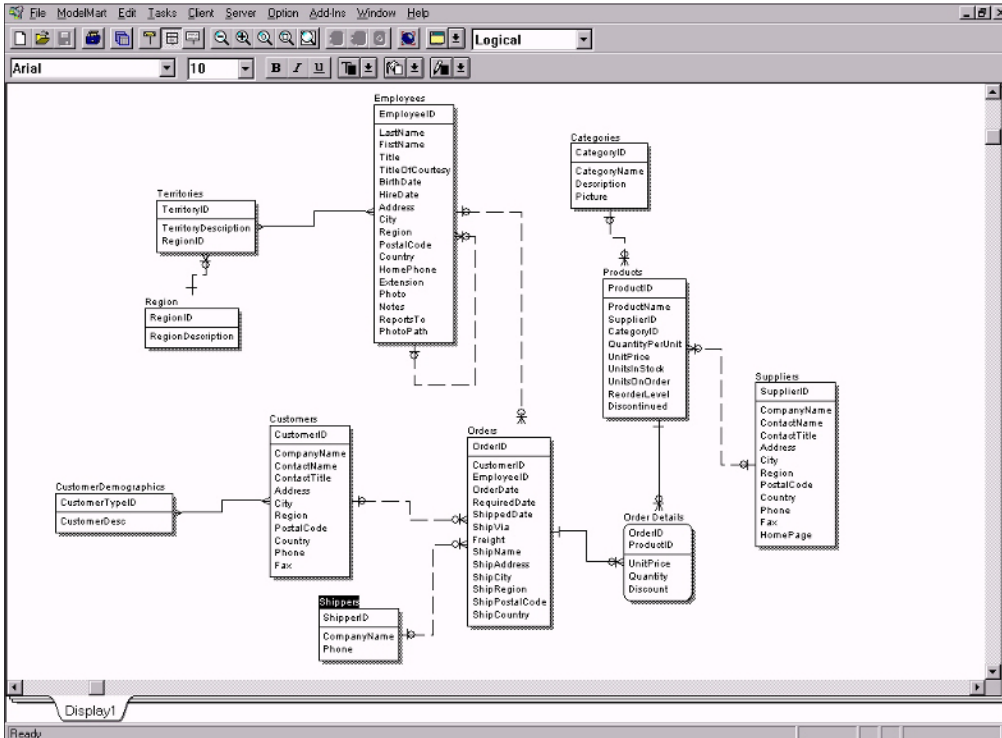 File ModelMart Edit Tasks Client Server Option Add-Ins Window Help
Logical
Arial 10 B I U
Employees
EmployeeID
LastName
FirstName
Title
TitleOfCourtesy
BirthDate
HireDate
Address
City
Region
PostalCode
Country
HomePhone
Extension
Photo
Notes
ReportsTo
PhotoPath
Categories
CategoryID
CategoryName
Description
Picture
Territories
TerritoryID
TerritoryDescription
RegionID
Region
RegionID
RegionDescription
Products
ProductID
ProductName
SupplierID
CategoryID
QuantityPerUnit
UnitPrice
UnitsInStock
UnitsOnOrder
ReorderLevel
Discontinued
Suppliers
SupplierID
CompanyName
ContactName
ContactTitle
Address
City
Region
PostalCode
Country
Phone
Fax
HomePage
Customers
CustomerID
CompanyName
ContactName
ContactTitle
Address
City
Region
PostalCode
Country
Phone
Fax
Orders
OrderID
CustomerID
EmployeeID
OrderDate
RequiredDate
ShippedDate
ShipVia
Freight
ShipName
ShipAddress
ShipCity
ShipRegion
ShipPostalCode
ShipCountry
CustomerDemographics
CustomerTypeID
CustomerDesc
Order Details
OrderID
ProductID
UnitPrice
Quantity
Discount
Shippers
ShipperID
CompanyName
Phone
Display1
Ready